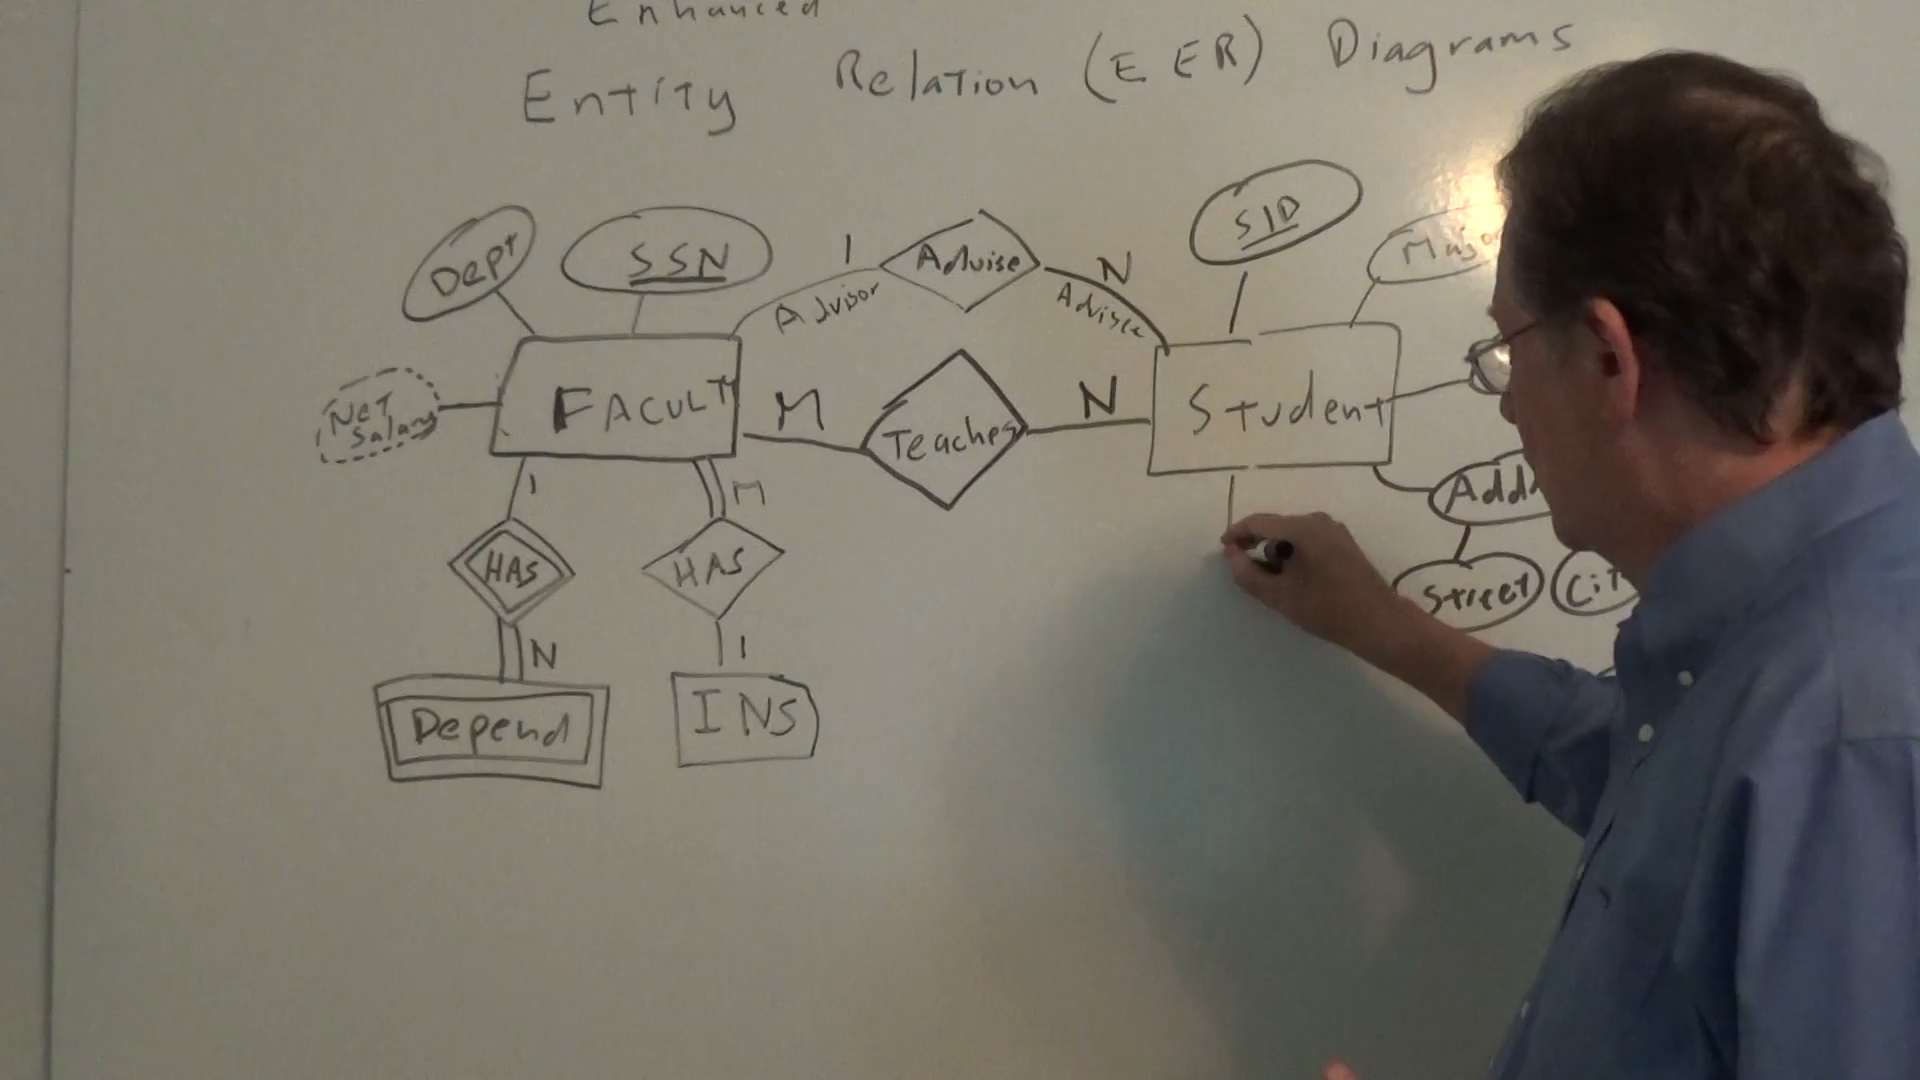 Enhanced
Entity Relation (EER) Diagrams
SID
Dept
SSN
1
Advise
N
Advisor
Advisee
Net
Salary
FACULT
M
Teaches
N
Student
1
M
HAS
HAS
Street
N
1
Depend
INS